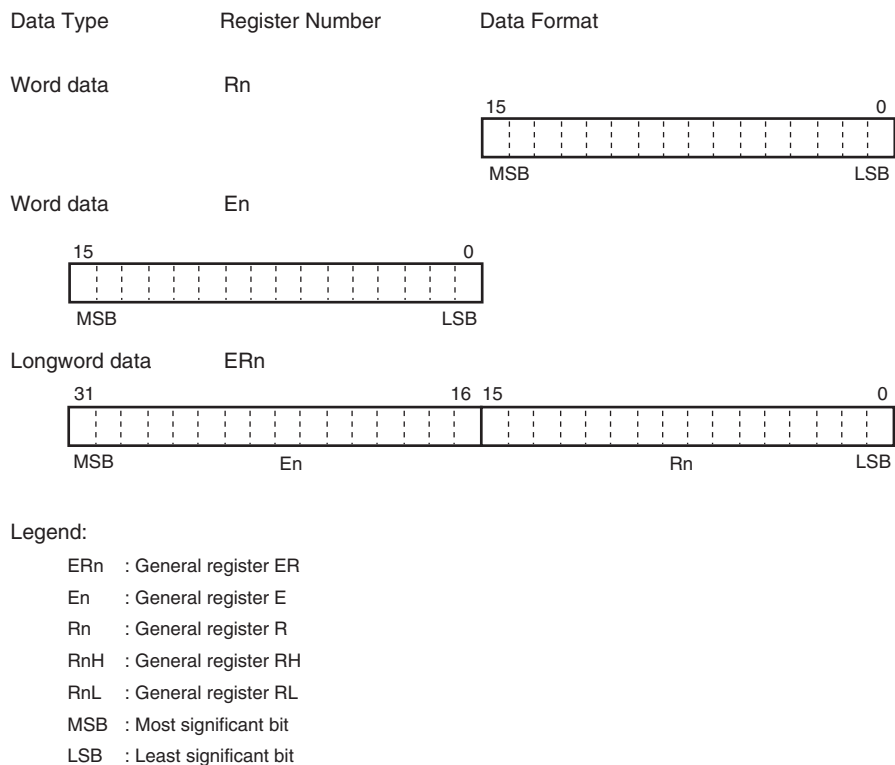 Data Type Register Number Data Format
Word data Rn
15 0
MSB LSB
Word data En
15 0
MSB LSB
Longword data ERn
31 16 15 0
MSB En Rn LSB
Legend:
ERn : General register ER
En : General register E
Rn : General register R
RnH : General register RH
RnL : General register RL
MSB : Most significant bit
LSB : Least significant bit